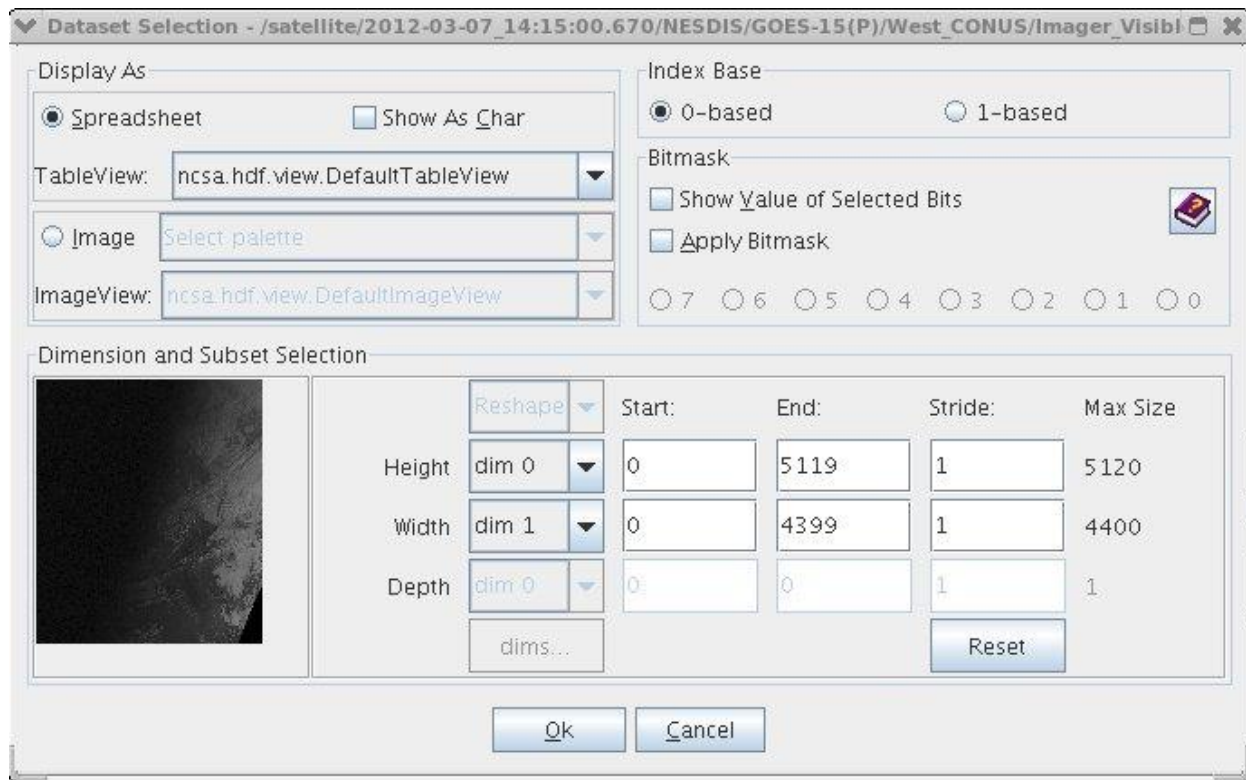 Dataset Selection - /satellite/2012-03-07_14:15:00.670/NESDIS/GOES-15(P)/West_CONUS/Imager_Visibl
Display As
Spreadsheet
Show As Char
TableView:
ncsa.hdf.view.DefaultTableView
Image
Select palette
ImageView:
ncsa.hdf.view.DefaultImageView
Index Base
0-based
1-based
Bitmask
Show Value of Selected Bits
Apply Bitmask
7 6 5 4 3 2 1 0
Dimension and Subset Selection
Reshape Start: End: Stride: Max Size
Height dim 0 0 5119 1 5120
Width dim 1 0 4399 1 4400
Depth dim 0 0 0 1 1
dims... Reset
Ok Cancel